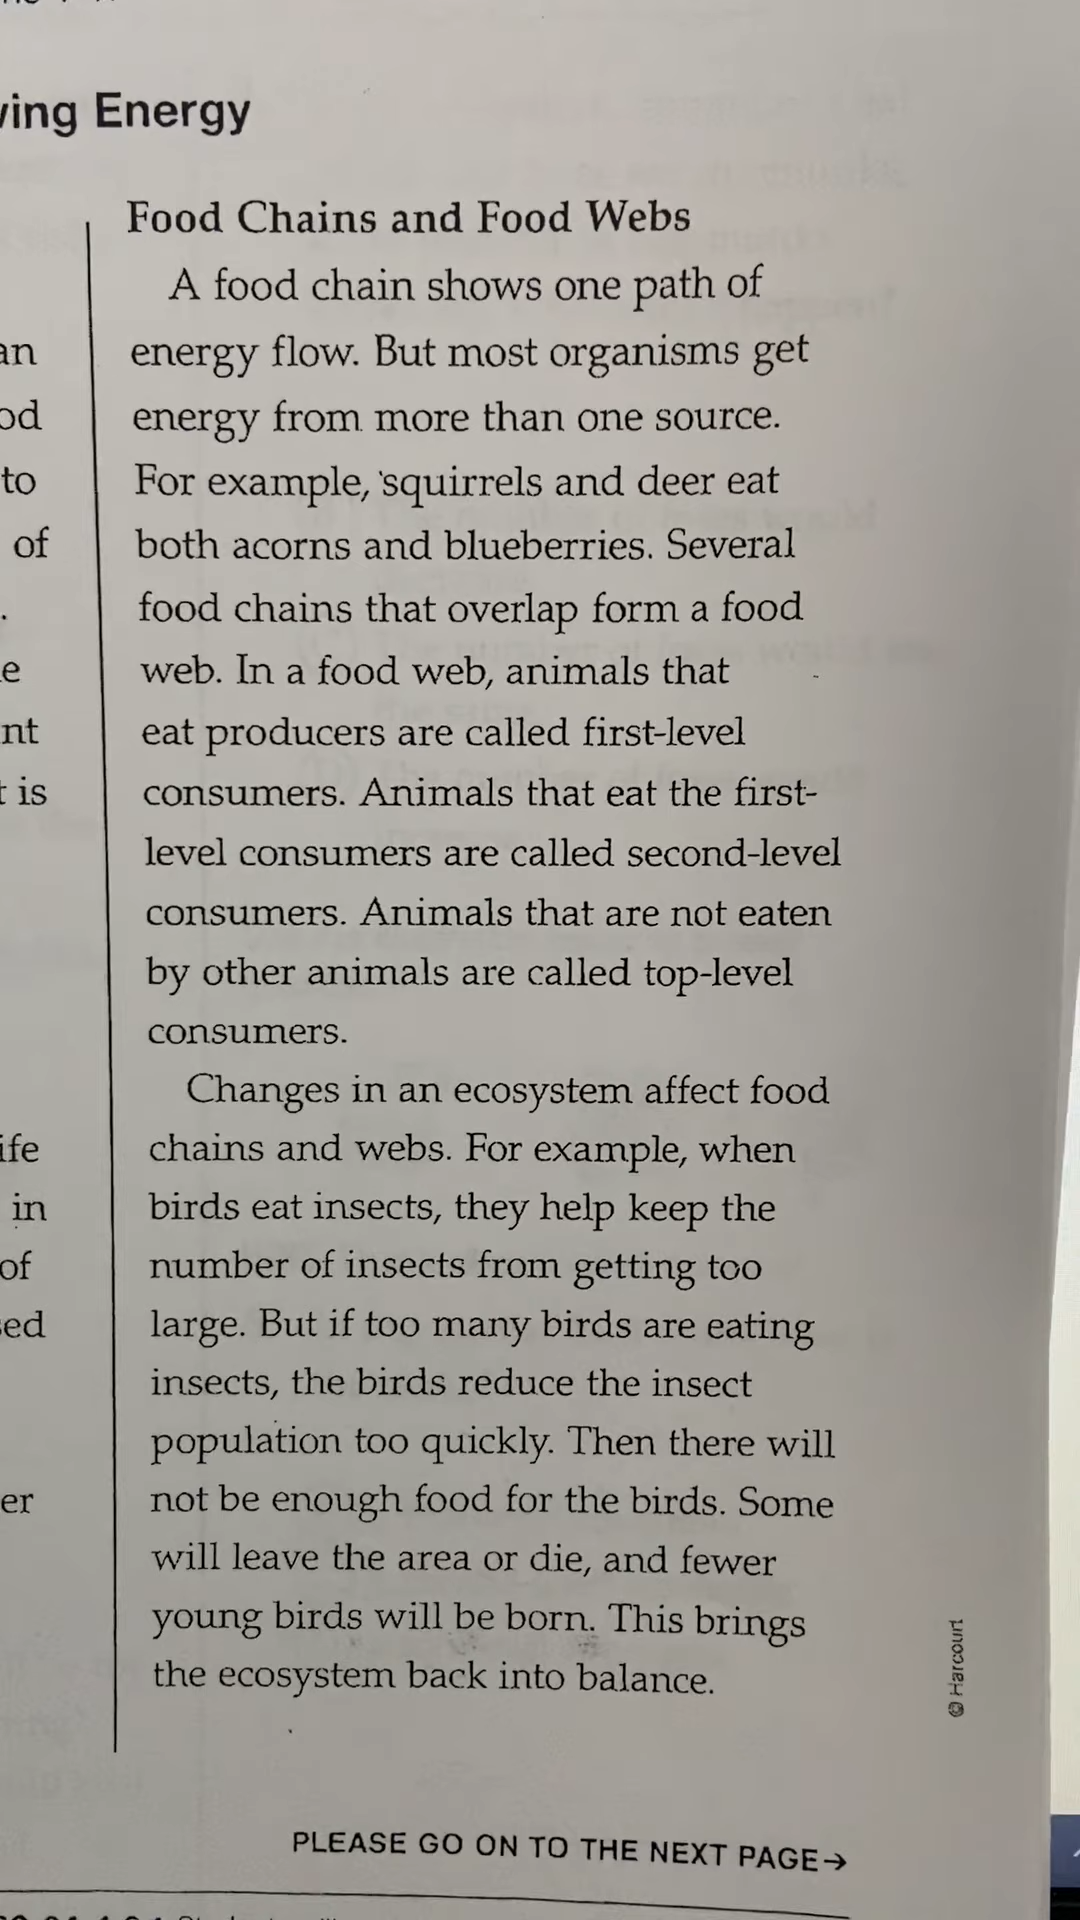 ving Energy
an
od
to
of
.
e
nt
t is
ife
in
of
sed
er
Food Chains and Food Webs
A food chain shows one path of
energy flow. But most organisms get
energy from more than one source.
For example, squirrels and deer eat
both acorns and blueberries. Several
food chains that overlap form a food
web. In a food web, animals that
eat producers are called first-level
consumers. Animals that eat the first-
level consumers are called second-level
consumers. Animals that are not eaten
by other animals are called top-level
consumers.
Changes in an ecosystem affect food
chains and webs. For example, when
birds eat insects, they help keep the
number of insects from getting too
large. But if too many birds are eating
insects, the birds reduce the insect
population too quickly. Then there will
not be enough food for the birds. Some
will leave the area or die, and fewer
young birds will be born. This brings
the ecosystem back into balance.
© Harcourt
PLEASE GO ON TO THE NEXT PAGE→